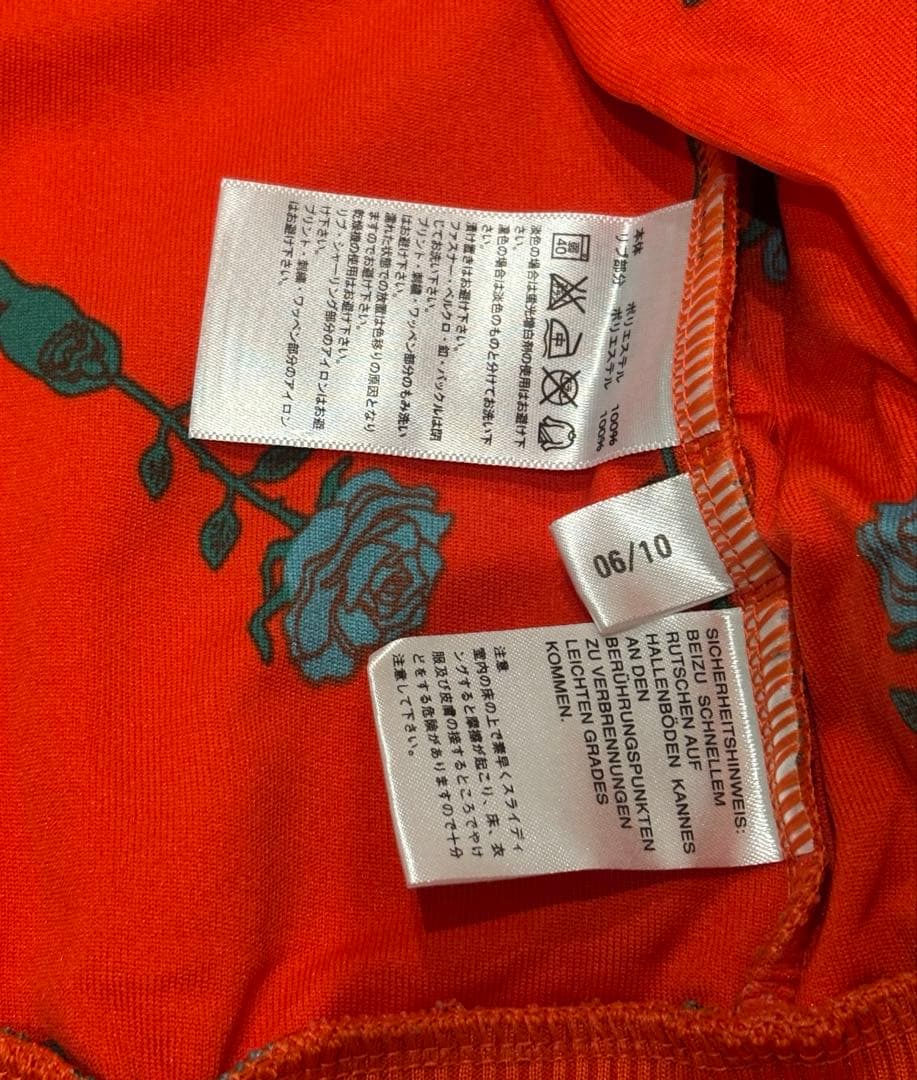 本体 ポリエステル 100%
リブ部分 ポリエステル 100%
40
淡色の場合は蛍光増白剤の使用はお避け下
さい。
濃色の場合は淡色のものと分けてお洗い下
さい。
漬け置きはお避け下さい。
ファスナー・ベルクロ・釦・バックルは閉
じてお洗い下さい。
プリント・刺繍・ワッペン部分のもみ洗い
はお避け下さい。
濡れた状態での放置は色移りの原因となり
ますのでお避け下さい。
乾燥機の使用はお避け下さい。
リブ・シャーリング部分のアイロンはお避
け下さい。
プリント・刺繍・ワッペン部分のアイロン
はお避け下さい。
06/10
SICHERHEITSHINWEIS:
BEIZU SCHNELLEM
RUTSCHEN AUF
HALLENBÖDEN KANNES
AN DEN
BERÜHRUNGSPUNKTEN
ZU VERBRENNUNGEN
LEICHTEN GRADES
KOMMEN.
注意
室内の床の上で素早くスライディ
ングすると摩擦が起こり、床、衣
服及び皮膚の接するところでやけ
どをする危険がありますので十分
注意して下さい。